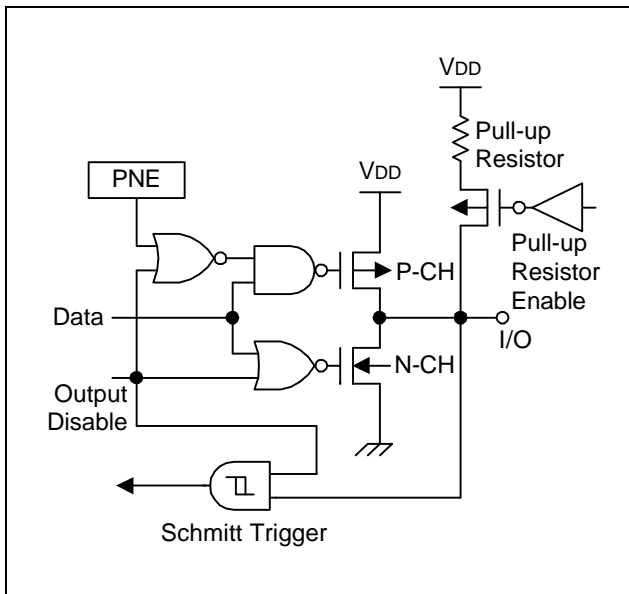 VDD
Pull-up
Resistor
VDD
PNE
P-CH
Pull-up
Resistor
Enable
Data
I/O
N-CH
Output
Disable
Schmitt Trigger